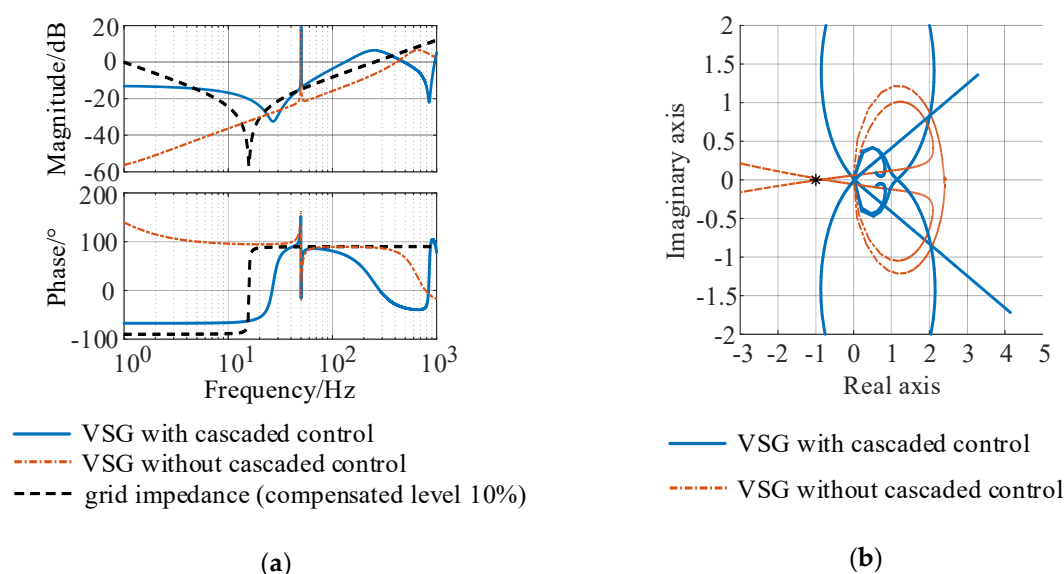 20
0
-20
-40
-60
Magnitude/dB
200
100
0
-100
Phase/°
10^0
10^1
10^2
10^3
Frequency/Hz
VSG with cascaded control
VSG without cascaded control
grid impedance (compensated level 10%)
(a)
2
1.5
1
0.5
0
-0.5
-1
-1.5
-2
Imaginary axis
-3 -2 -1 0 1 2 3 4 5
Real axis
VSG with cascaded control
VSG without cascaded control
(b)